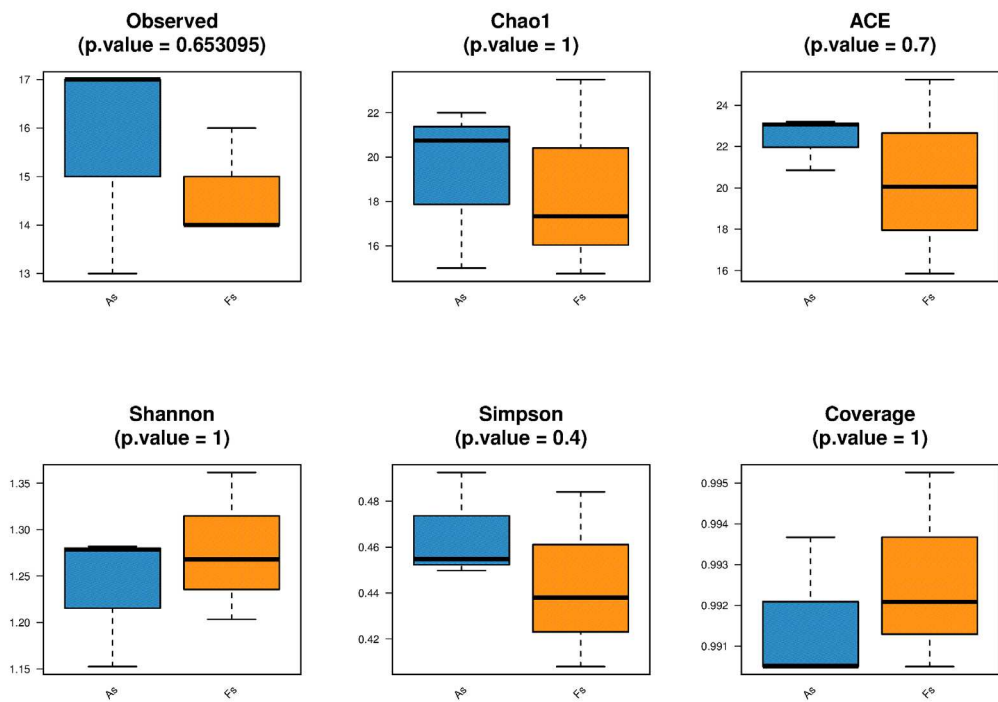 Observed
(p.value = 0.653095)
17
16
15
14
13
As
Fs
Chao1
(p.value = 1)
22
20
18
16
As
Fs
ACE
(p.value = 0.7)
24
22
20
18
16
As
Fs
Shannon
(p.value = 1)
1.35
1.30
1.25
1.20
1.15
As
Fs
Simpson
(p.value = 0.4)
0.48
0.46
0.44
0.42
As
Fs
Coverage
(p.value = 1)
0.995
0.994
0.993
0.992
0.991
As
Fs